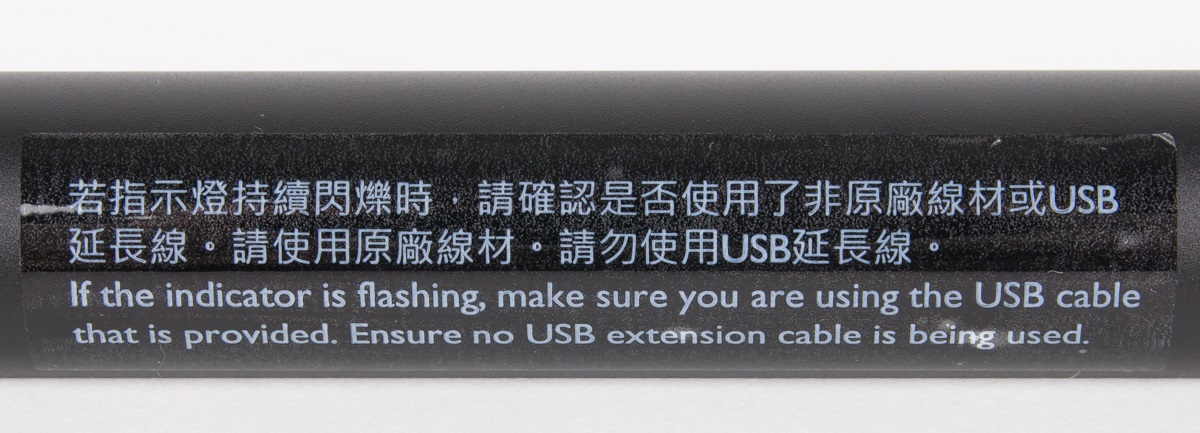 若指示燈持續閃爍時，請確認是否使用了非原廠線材或USB
延長線。請使用原廠線材，請勿使用USB延長線。
If the indicator is flashing, make sure you are using the USB cable
that is provided. Ensure no USB extension cable is being used.